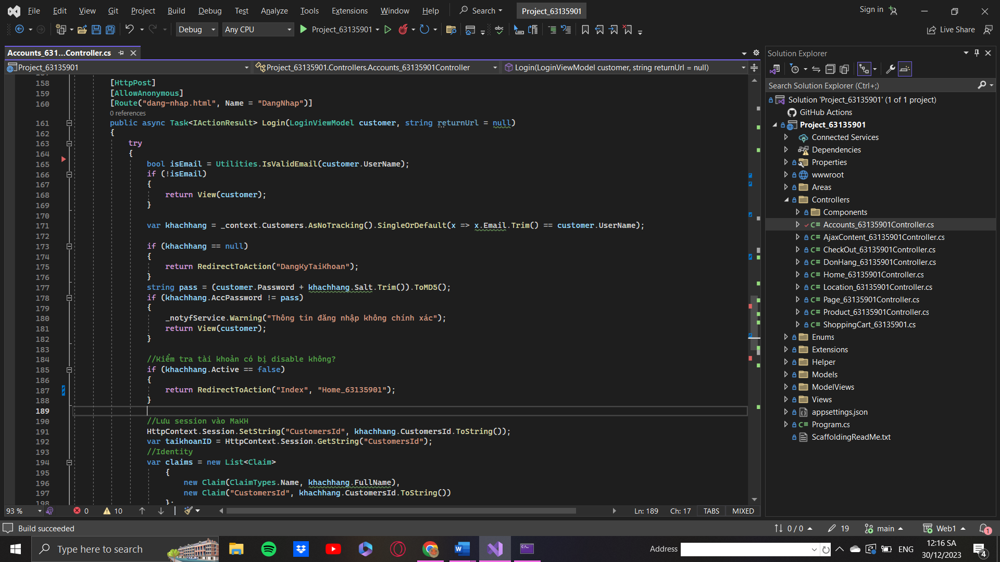 File Edit View Git Project Build Debug Test Analyze Tools Extensions Window Help Search Project_63135901 Sign in
Debug Any CPU Project_63135901 Live Share
Accounts_631...Controller.cs
Project_63135901 Project_63135901.Controllers.Accounts_63135901Controller Login(LoginViewModel customer, string returnUrl = null)
158 [HttpPost]
159 [AllowAnonymous]
160 [Route("dang-nhap.html", Name = "DangNhap")]
0 references
161 public async Task<IActionResult> Login(LoginViewModel customer, string returnUrl = null)
162 {
163 try
164 {
165 bool isEmail = Utilities.IsValidEmail(customer.UserName);
166 if (!isEmail)
167 {
168 return View(customer);
169 }
170
171 var khachhang = _context.Customers.AsNoTracking().SingleOrDefault(x => x.Email.Trim() == customer.UserName);
172
173 if (khachhang == null)
174 {
175 return RedirectToAction("DangKyTaiKhoan");
176 }
177 string pass = (customer.Password + khachhang.Salt.Trim()).ToMD5();
178 if (khachhang.AccPassword != pass)
179 {
180 _notyfService.Warning("Thông tin đăng nhập không chính xác");
181 return View(customer);
182 }
183
184 //Kiểm tra tài khoản có bị disable không?
185 if (khachhang.Active == false)
186 {
187 return RedirectToAction("Index", "Home_63135901");
188 }
189
190 //Lưu session vào MaKH
191 HttpContext.Session.SetString("CustomersId", khachhang.CustomersId.ToString());
192 var taikhoanID = HttpContext.Session.GetString("CustomersId");
193 //Identity
194 var claims = new List<Claim>
195 {
196 new Claim(ClaimTypes.Name, khachhang.FullName),
197 new Claim("CustomersId", khachhang.CustomersId.ToString())
198 };
93 % 0 10 Ln: 189 Ch: 17 TABS MIXED
Solution Explorer
Search Solution Explorer (Ctrl+;)
Solution 'Project_63135901' (1 of 1 project)
GitHub Actions
Project_63135901
Connected Services
Dependencies
Properties
wwwroot
Areas
Controllers
Components
C# Accounts_63135901Controller.cs
C# AjaxContent_63135901Controller.cs
C# CheckOut_63135901Controller.cs
C# DonHang_63135901Controller.cs
C# Home_63135901Controller.cs
C# Location_63135901Controller.cs
C# Page_63135901Controller.cs
C# Product_63135901Controller.cs
C# ShoppingCart_63135901.cs
Enums
Extensions
Helper
Models
ModelViews
Views
appsettings.json
C# Program.cs
ScaffoldingReadMe.txt
Build succeeded 0 / 0 19 main Web1 1
Type here to search Address ENG 12:16 SA
30/12/2023 4